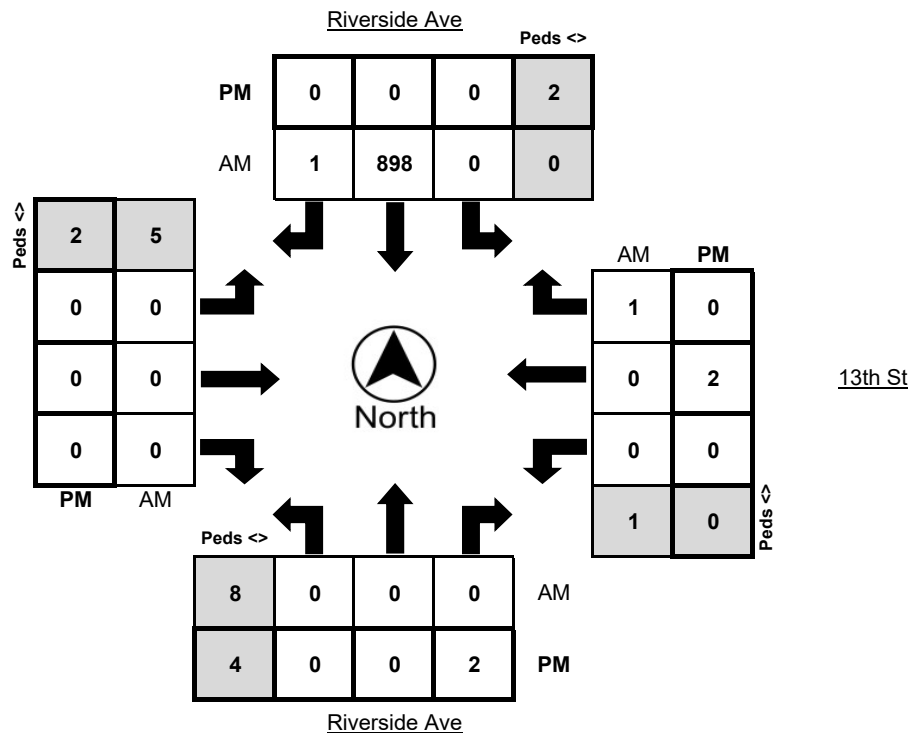 Riverside Ave
Peds <>
PM 0 0 0 2
AM 1 898 0 0
Peds <>
2 5
0 0
0 0
0 0
PM AM
AM PM
1 0
0 2
0 0
1 0
Peds <>
13th St
North
Peds <>
8 0 0 0 AM
4 0 0 2 PM
Riverside Ave